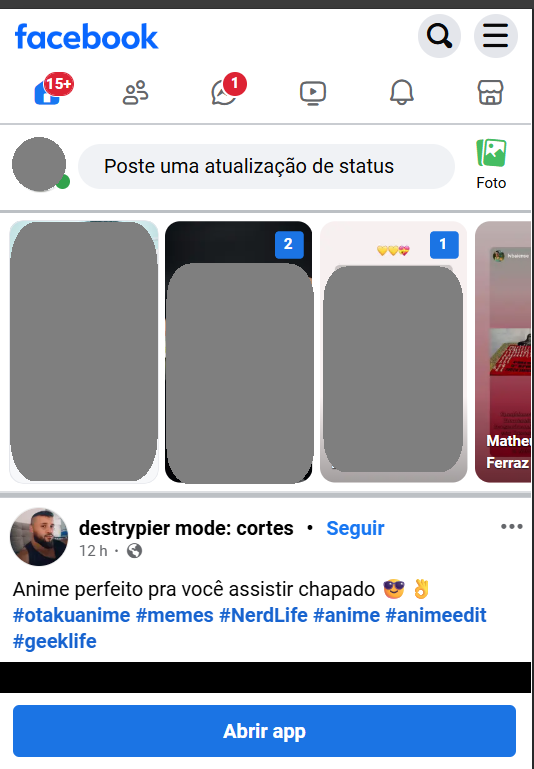 facebook
15+
1
Poste uma atualização de status
Foto
2
1
Matheu
Ferraz
destrypier mode: cortes • Seguir
12 h ·
Anime perfeito pra você assistir chapado 😎 👌
#otakuanime #memes #NerdLife #anime #animeedit
#geeklife
Abrir app